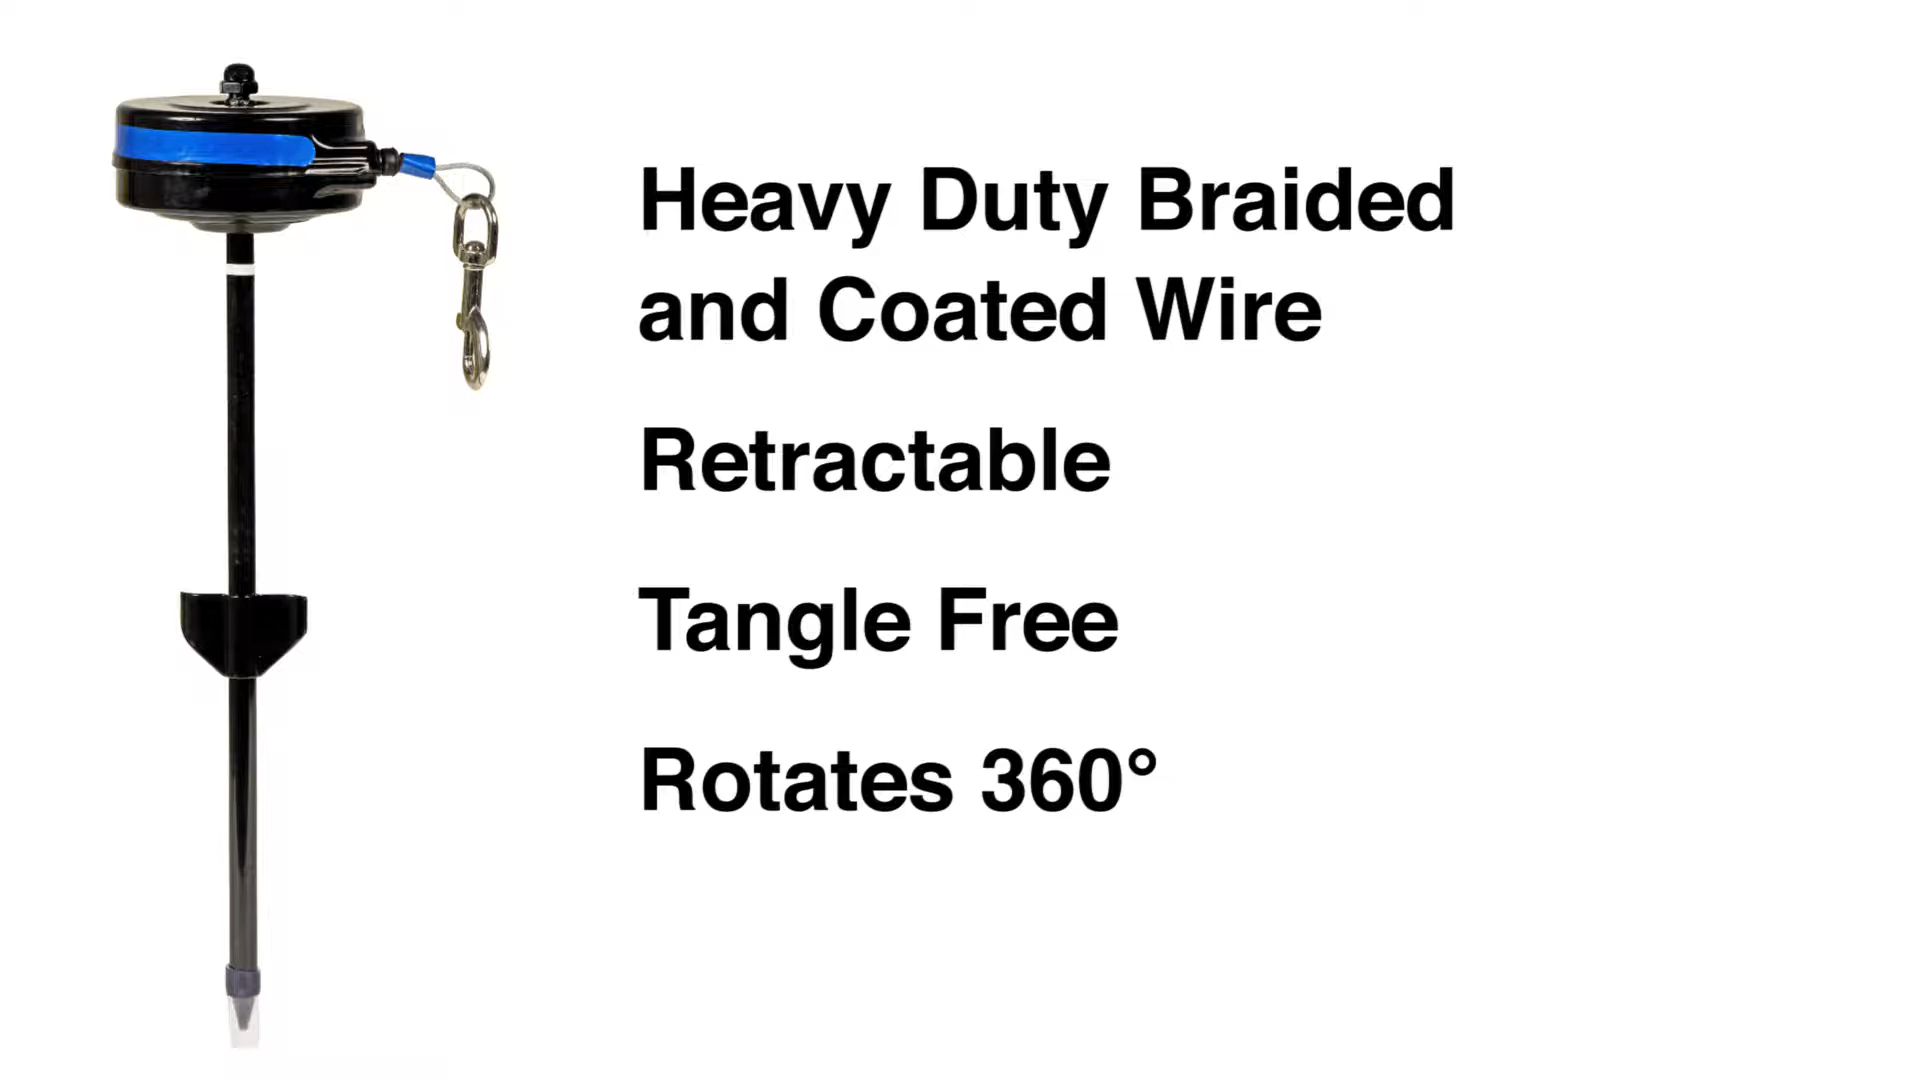 Heavy Duty Braided
and Coated Wire
Retractable
Tangle Free
Rotates 360°